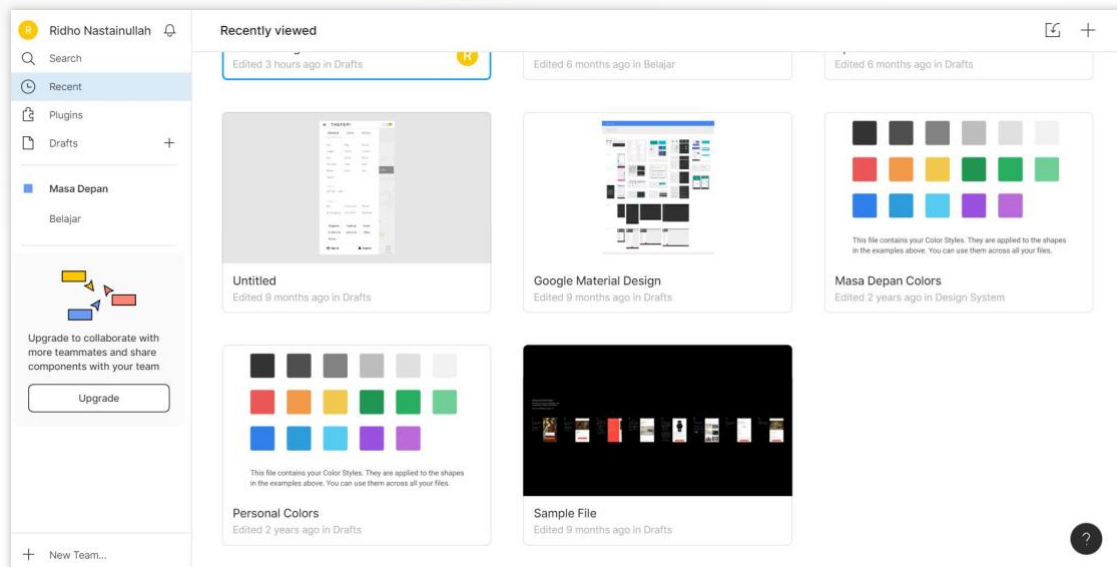 R
Ridho Nastainullah
Search
Recent
Plugins
Drafts
Masa Depan
Belajar
Upgrade to collaborate with
more teammates and share
components with your team
Upgrade
New Team...
Recently viewed
Edited 3 hours ago in Drafts
R
Edited 6 months ago in Belajar
Edited 6 months ago in Drafts
Untitled
Edited 9 months ago in Drafts
Google Material Design
Edited 9 months ago in Drafts
This file contains your Color Styles. They are applied to the shapes
in the examples above. You can use them across all your files.
Masa Depan Colors
Edited 2 years ago in Design System
This file contains your Color Styles. They are applied to the shapes
in the examples above. You can use them across all your files.
Personal Colors
Edited 2 years ago in Drafts
Sample File
Edited 9 months ago in Drafts
?